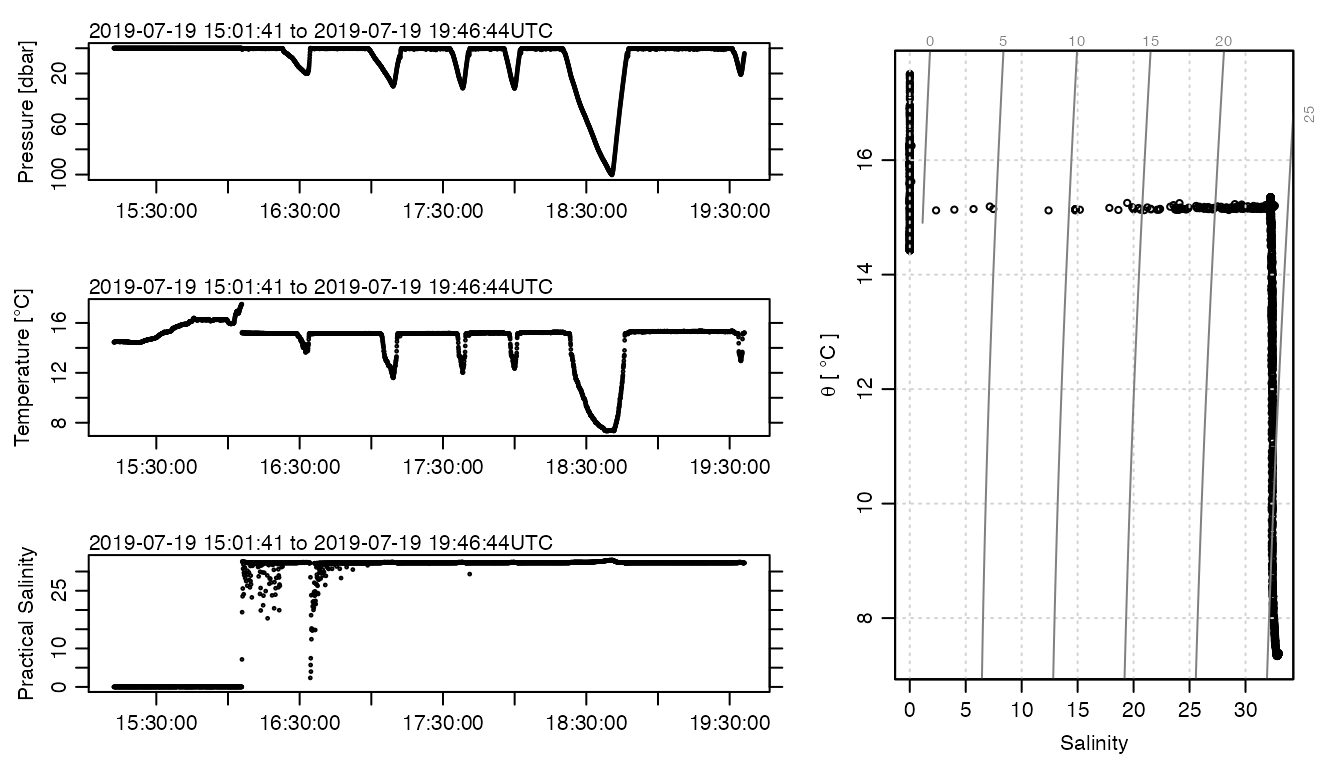 2019-07-19 15:01:41 to 2019-07-19 19:46:44UTC
Pressure [dbar]
20
60
100
15:30:00 16:30:00 17:30:00 18:30:00 19:30:00
2019-07-19 15:01:41 to 2019-07-19 19:46:44UTC
Temperature [°C]
16
12
8
15:30:00 16:30:00 17:30:00 18:30:00 19:30:00
2019-07-19 15:01:41 to 2019-07-19 19:46:44UTC
Practical Salinity
25
10
0
15:30:00 16:30:00 17:30:00 18:30:00 19:30:00
0 5 10 15 20
25
θ [ °C ]
16
14
12
10
8
0 5 10 15 20 25 30
Salinity